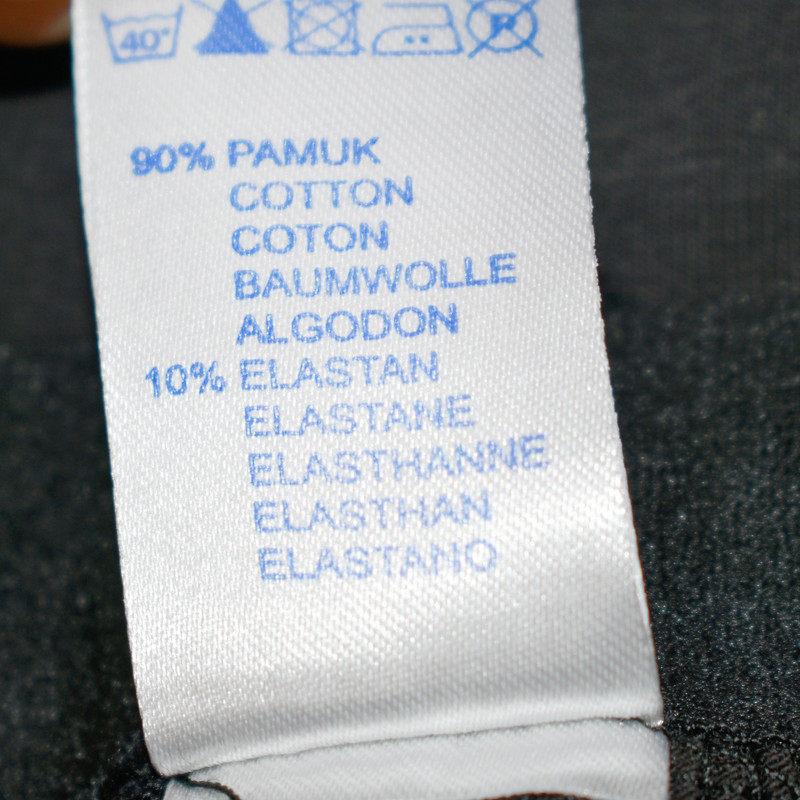 40°
P
90% PAMUK
COTTON
COTON
BAUMWOLLE
ALGODON
10% ELASTAN
ELASTANE
ELASTHANNE
ELASTHAN
ELASTANO